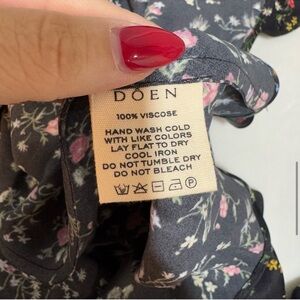 DÔEN
100% VISCOSE
HAND WASH COLD
WITH LIKE COLORS
LAY FLAT TO DRY
COOL IRON
DO NOT TUMBLE DRY
DO NOT BLEACH